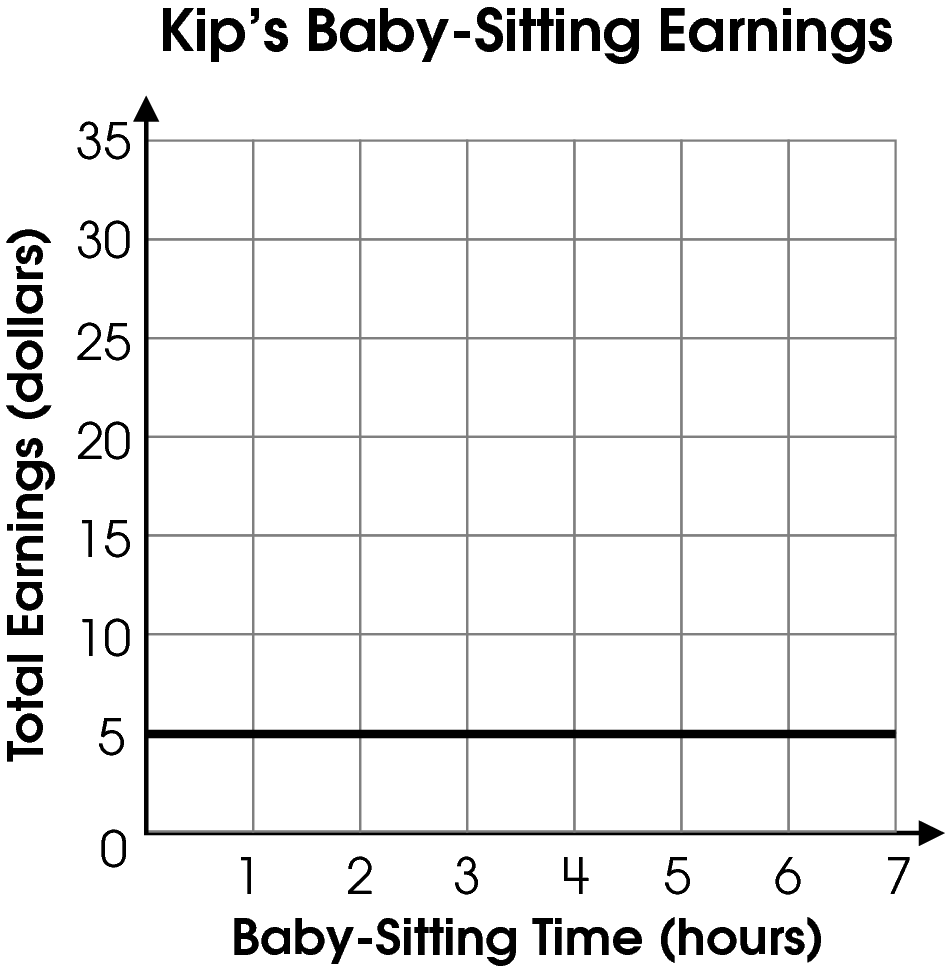 Kip's Baby-Sitting Earnings
Total Earnings (dollars)
35
30
25
20
15
10
5
0
1 2 3 4 5 6 7
Baby-Sitting Time (hours)